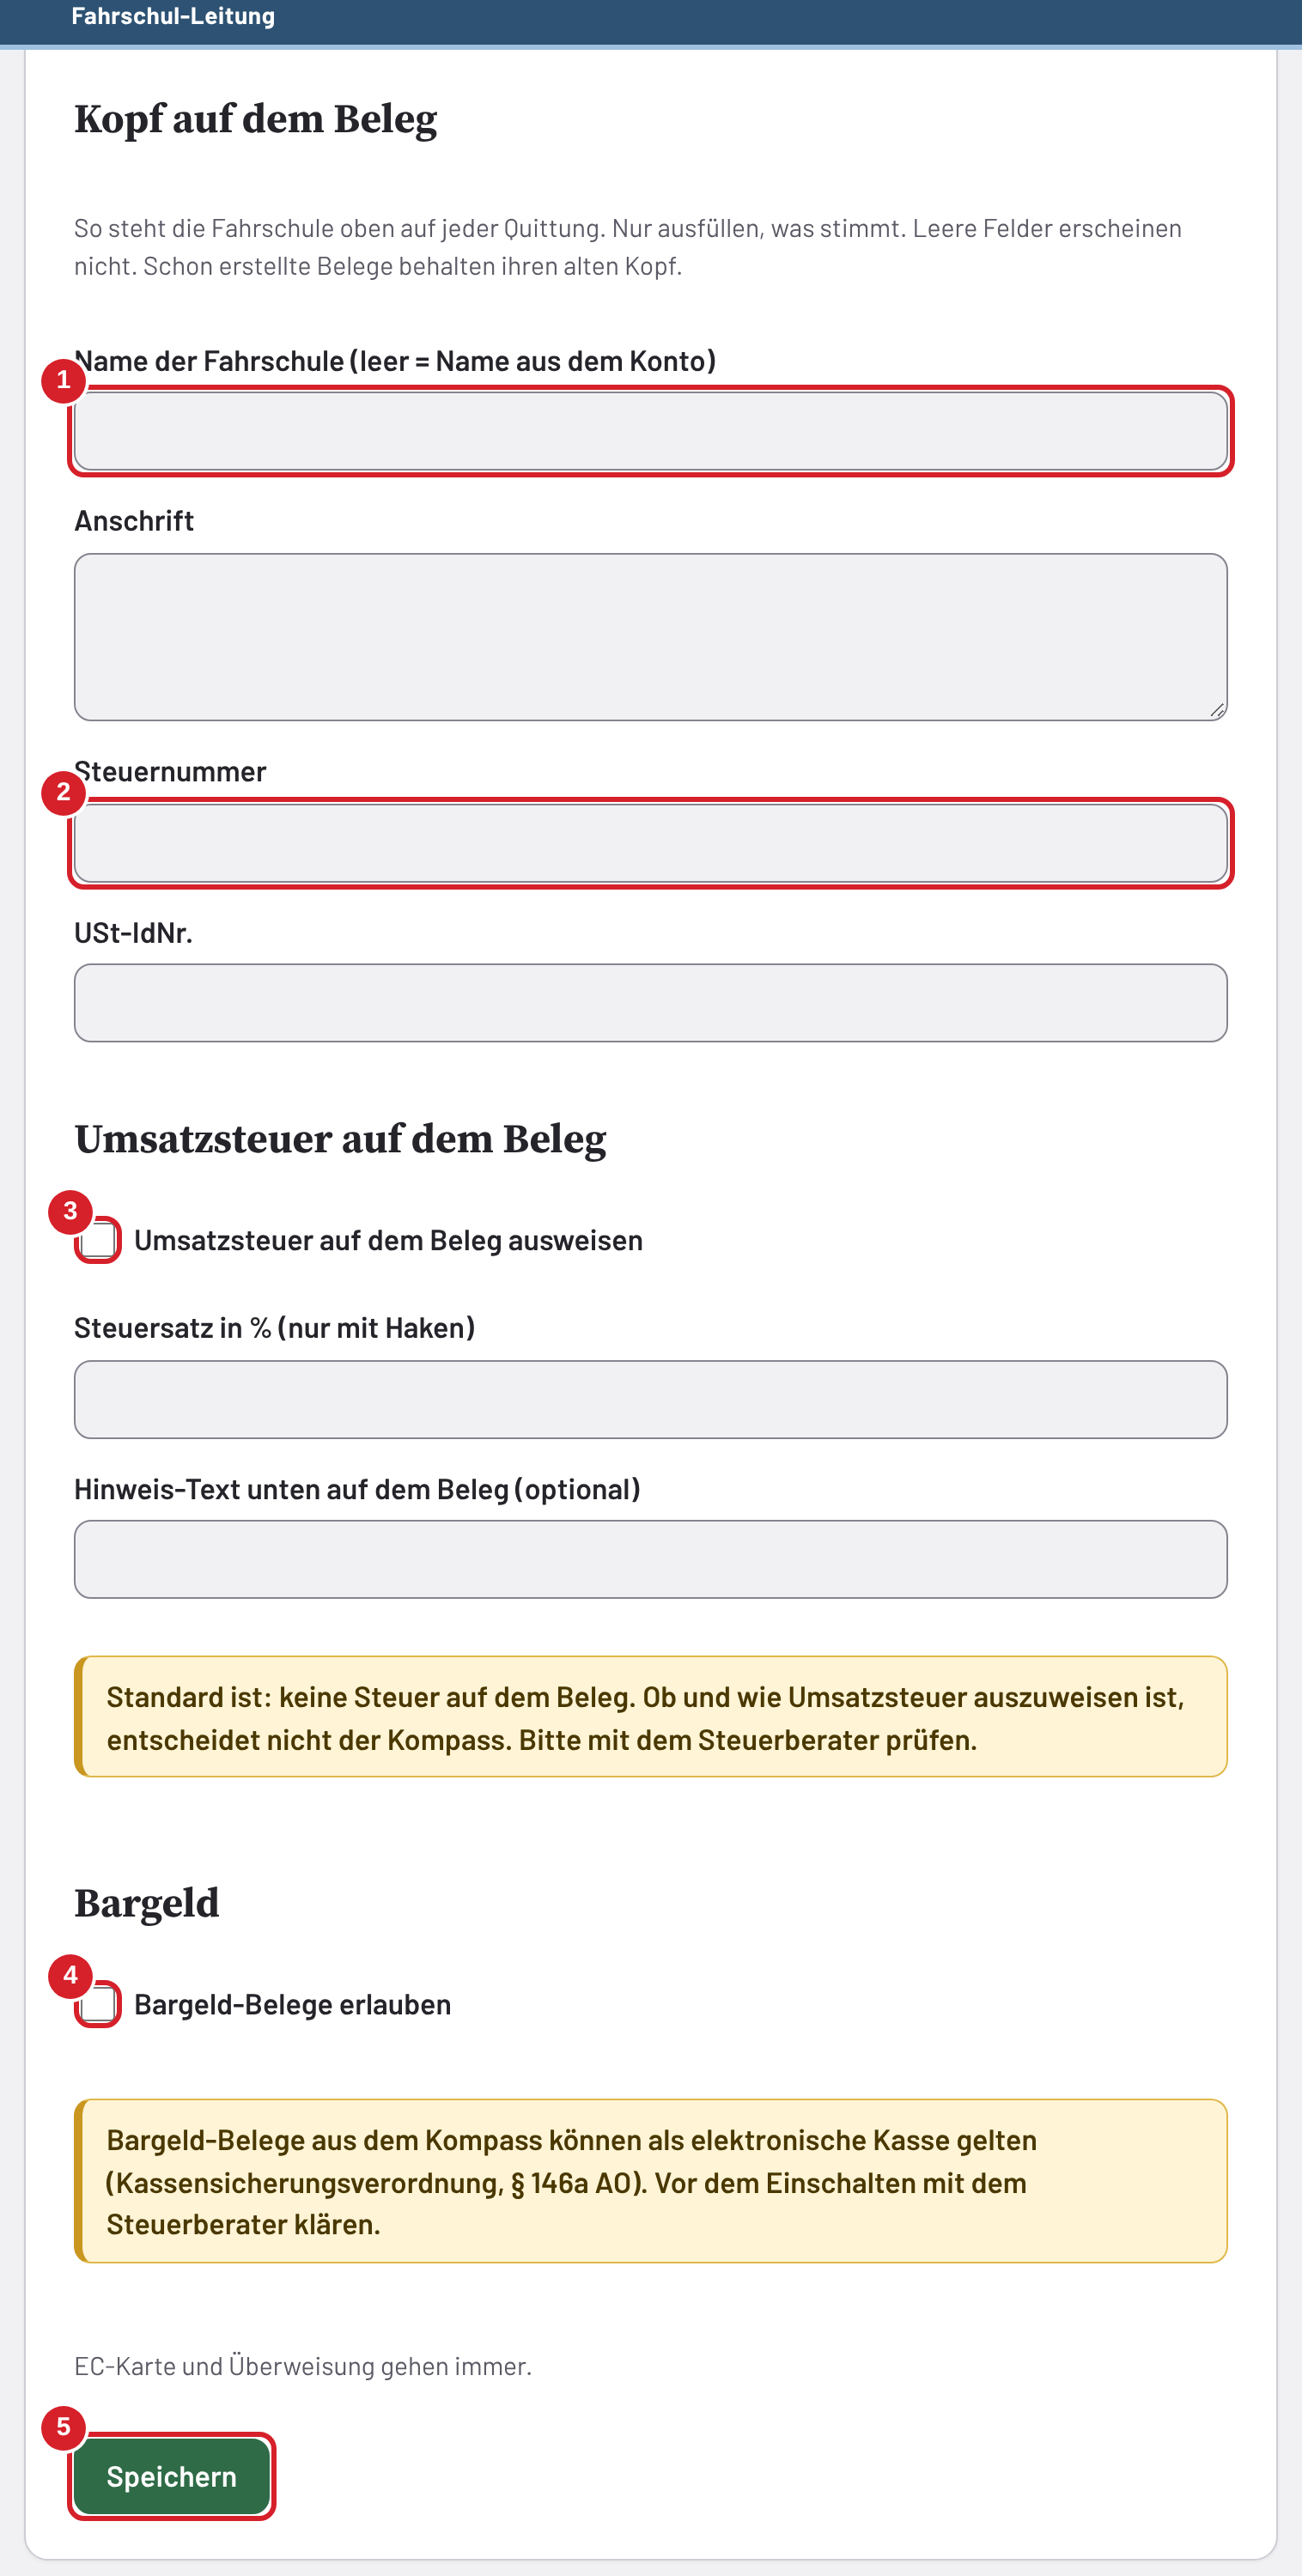 Fahrschul-Leitung
Kopf auf dem Beleg
So steht die Fahrschule oben auf jeder Quittung. Nur ausfüllen, was stimmt. Leere Felder erscheinen
nicht. Schon erstellte Belege behalten ihren alten Kopf.
Name der Fahrschule (leer = Name aus dem Konto)
1
Anschrift
Steuernummer
2
USt-IdNr.
Umsatzsteuer auf dem Beleg
3
Umsatzsteuer auf dem Beleg ausweisen
Steuersatz in % (nur mit Haken)
Hinweis-Text unten auf dem Beleg (optional)
Standard ist: keine Steuer auf dem Beleg. Ob und wie Umsatzsteuer auszuweisen ist,
entscheidet nicht der Kompass. Bitte mit dem Steuerberater prüfen.
Bargeld
4
Bargeld-Belege erlauben
Bargeld-Belege aus dem Kompass können als elektronische Kasse gelten
(Kassensicherungsverordnung, § 146a AO). Vor dem Einschalten mit dem
Steuerberater klären.
EC-Karte und Überweisung gehen immer.
5
Speichern